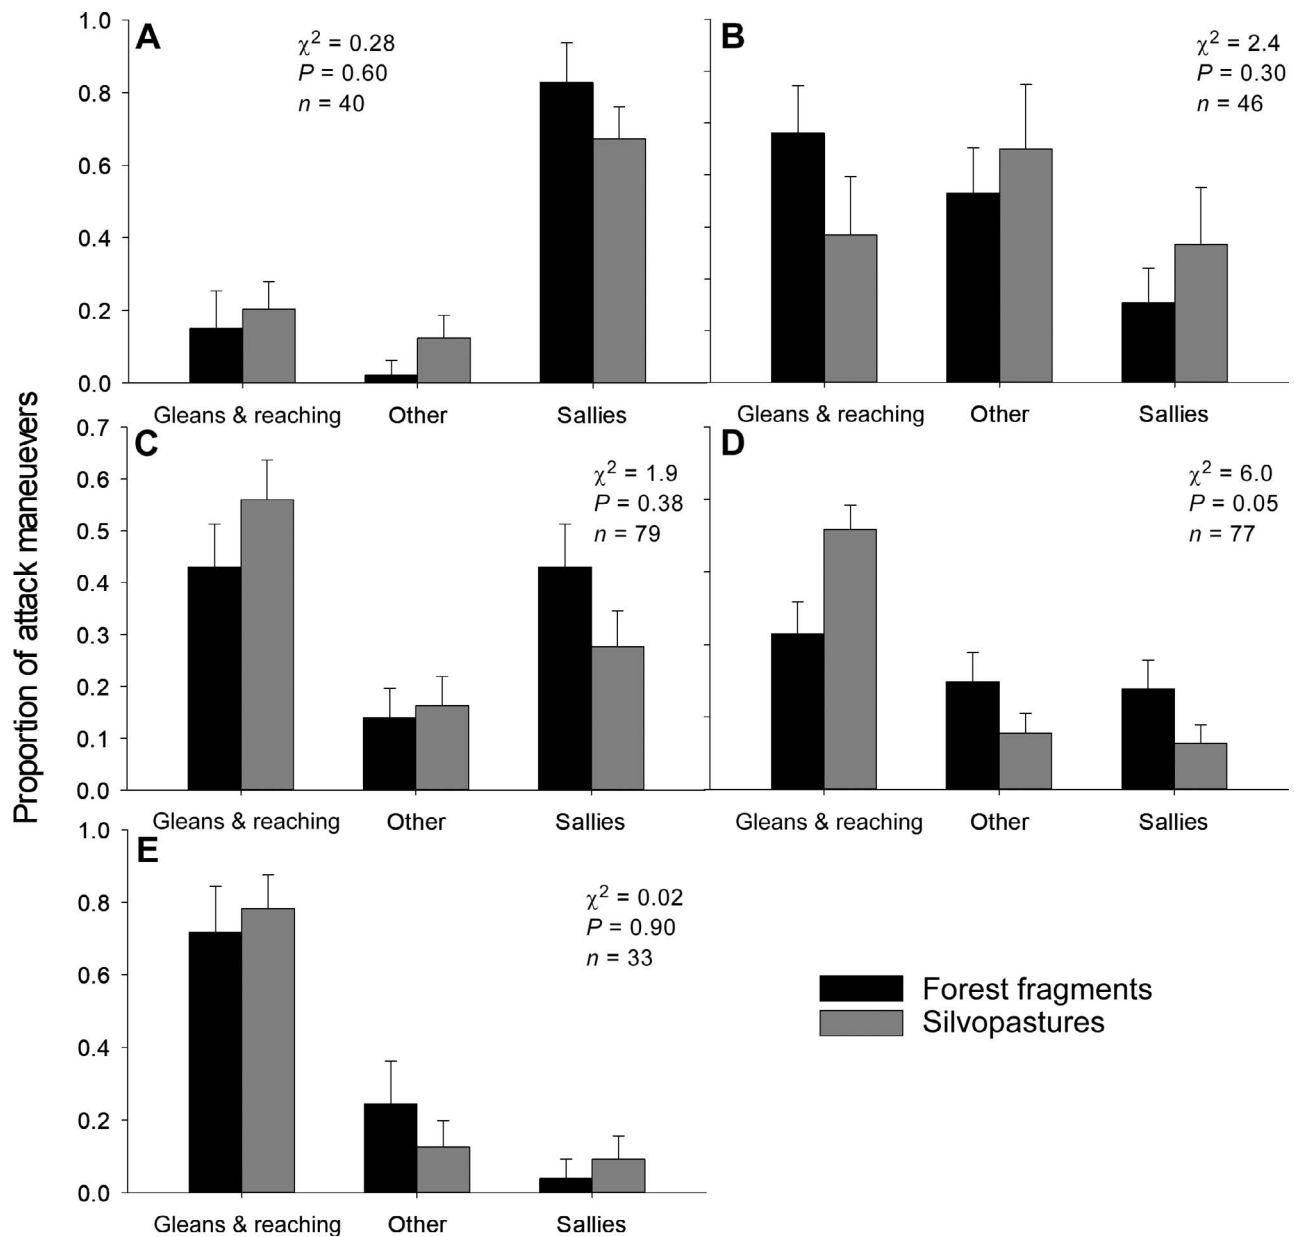 Proportion of attack maneuevers
1.0
0.8
0.6
0.4
0.2
0.0
A
χ² = 0.28
P = 0.60
n = 40
Gleans & reaching Other Sallies
B
χ² = 2.4
P = 0.30
n = 46
Gleans & reaching Other Sallies
0.7
0.6
0.5
0.4
0.3
0.2
0.1
0.0
C
χ² = 1.9
P = 0.38
n = 79
Gleans & reaching Other Sallies
D
χ² = 6.0
P = 0.05
n = 77
Gleans & reaching Other Sallies
1.0
0.8
0.6
0.4
0.2
0.0
E
χ² = 0.02
P = 0.90
n = 33
Gleans & reaching Other Sallies
Forest fragments
Silvopastures